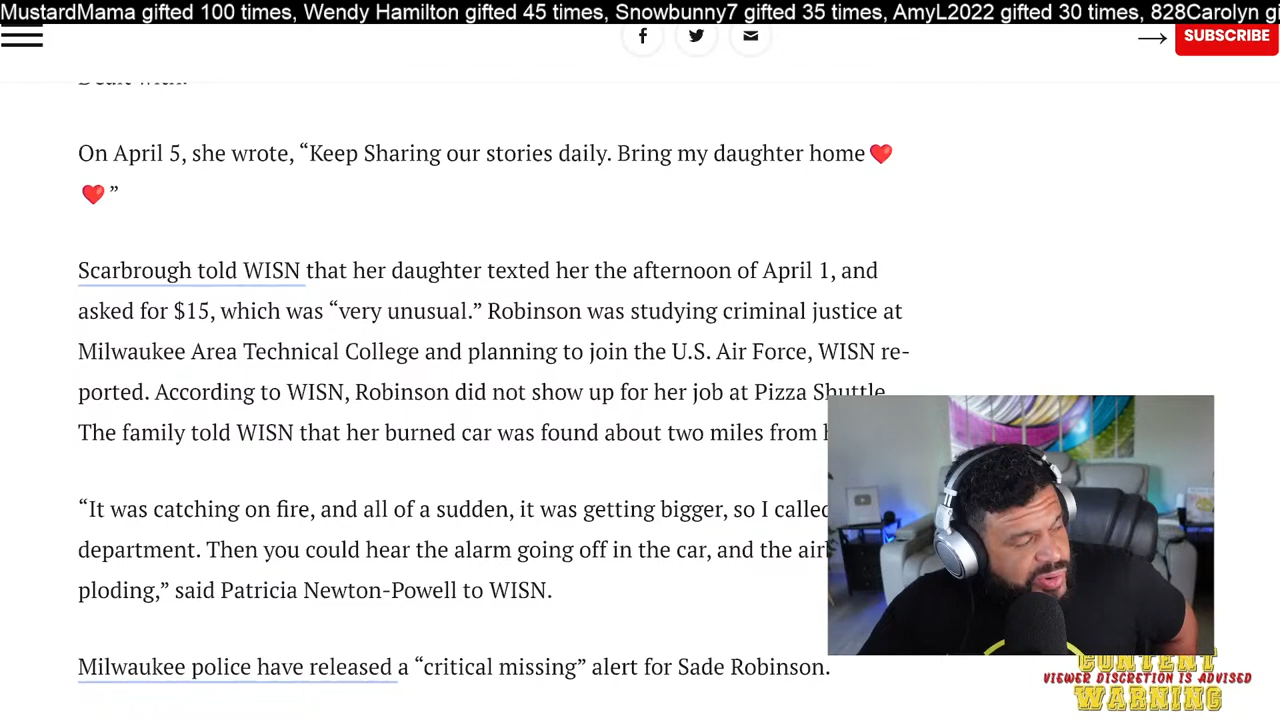 MustardMama gifted 100 times, Wendy Hamilton gifted 45 times, Snowbunny7 gifted 35 times, AmyL2022 gifted 30 times, 828Carolyn
SUBSCRIBE
On April 5, she wrote, “Keep Sharing our stories daily. Bring my daughter home❤️
❤️”
Scarbrough told WISN that her daughter texted her the afternoon of April 1, and
asked for $15, which was “very unusual.” Robinson was studying criminal justice at
Milwaukee Area Technical College and planning to join the U.S. Air Force, WISN re-
ported. According to WISN, Robinson did not show up for her job at Pizza Shuttle
The family told WISN that her burned car was found about two miles from
“It was catching on fire, and all of a sudden, it was getting bigger, so I called
department. Then you could hear the alarm going off in the car, and the air
ploding,” said Patricia Newton-Powell to WISN.
Milwaukee police have released a “critical missing” alert for Sade Robinson.
CONTENT
VIEWER DISCRETION IS ADVISED
WARNING